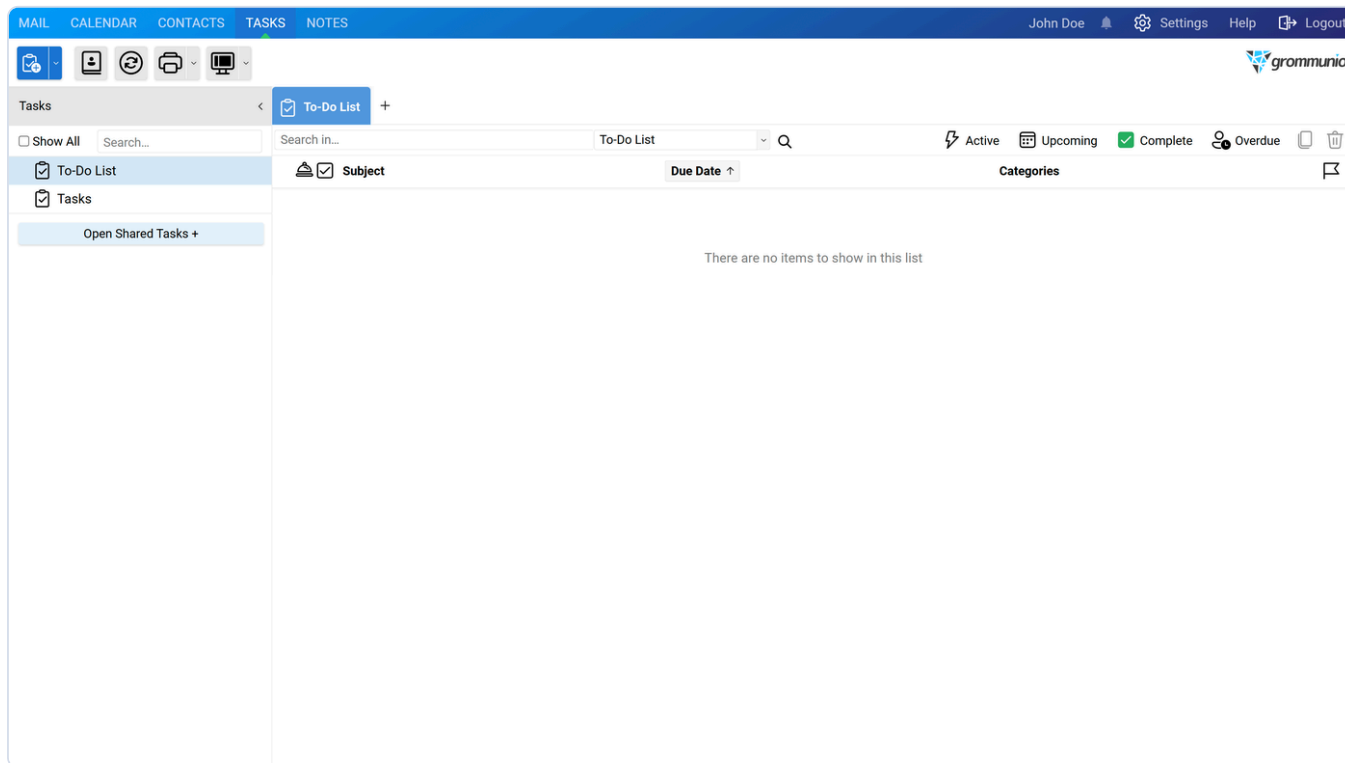 MAIL CALENDAR CONTACTS TASKS NOTES John Doe Settings Help Logout
grommunio
Tasks To-Do List +
Show All Search... Search in... To-Do List Active Upcoming Complete Overdue
To-Do List Subject Due Date ↑ Categories
Tasks
Open Shared Tasks +
There are no items to show in this list